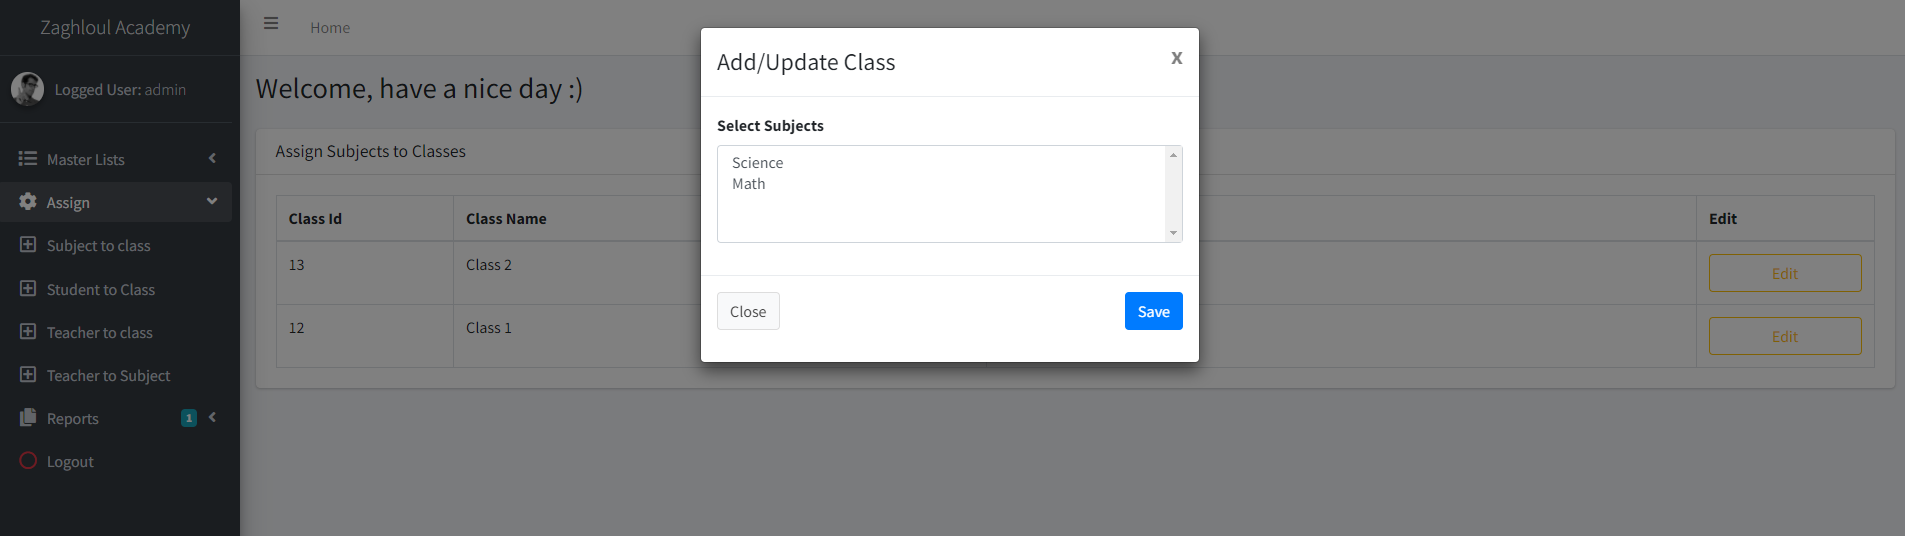 Zaghloul Academy
Logged User: admin
Master Lists
Assign
Subject to class
Student to Class
Teacher to class
Teacher to Subject
Reports 1
Logout
Home
Welcome, have a nice day :)
Assign Subjects to Classes
Class Id Class Name Edit
13 Class 2 Edit
12 Class 1 Edit
Add/Update Class x
Select Subjects
Science
Math
Close Save